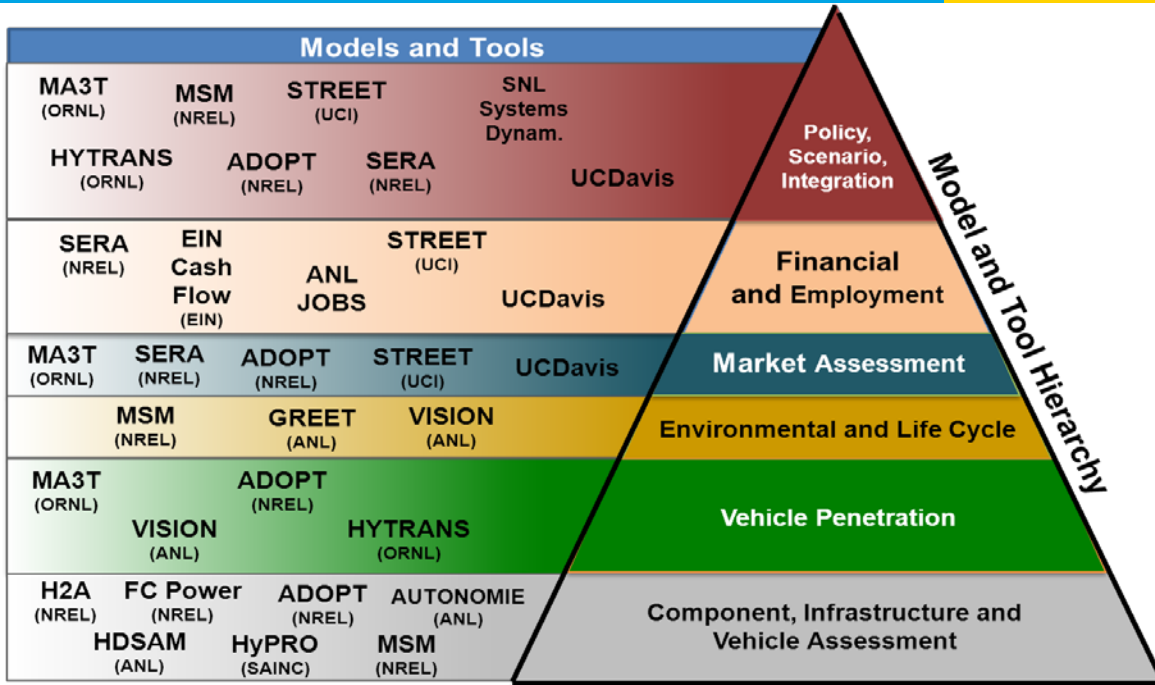 Models and Tools
MA3T
(ORNL)
MSM
(NREL)
STREET
(UCI)
SNL
Systems
Dynam.
HYTRANS
(ORNL)
ADOPT
(NREL)
SERA
(NREL)
UCDavis
Policy,
Scenario,
Integration
SERA
(NREL)
EIN
Cash
Flow
(EIN)
ANL
JOBS
STREET
(UCI)
UCDavis
Financial
and Employment
MA3T
(ORNL)
SERA
(NREL)
ADOPT
(NREL)
STREET
(UCI)
UCDavis
Market Assessment
MSM
(NREL)
GREET
(ANL)
VISION
(ANL)
Environmental and Life Cycle
MA3T
(ORNL)
ADOPT
(NREL)
VISION
(ANL)
HYTRANS
(ORNL)
Vehicle Penetration
H2A
(NREL)
FC Power
(NREL)
ADOPT
(NREL)
AUTONOMIE
(ANL)
HDSAM
(ANL)
HyPRO
(SAINC)
MSM
(NREL)
Component, Infrastructure and
Vehicle Assessment
Model and Tool Hierarchy